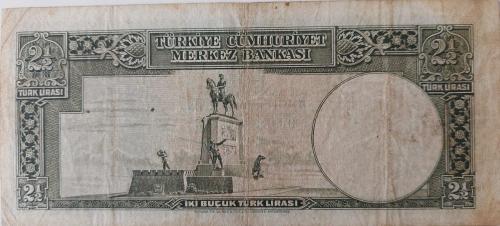 TÜRKİYE CUMHURİYET
MERKEZ BANKASI
2½
2½
TÜRK LİRASI
TÜRK LİRASI
2½
2½
İKİ BUÇUK TÜRK LİRASI